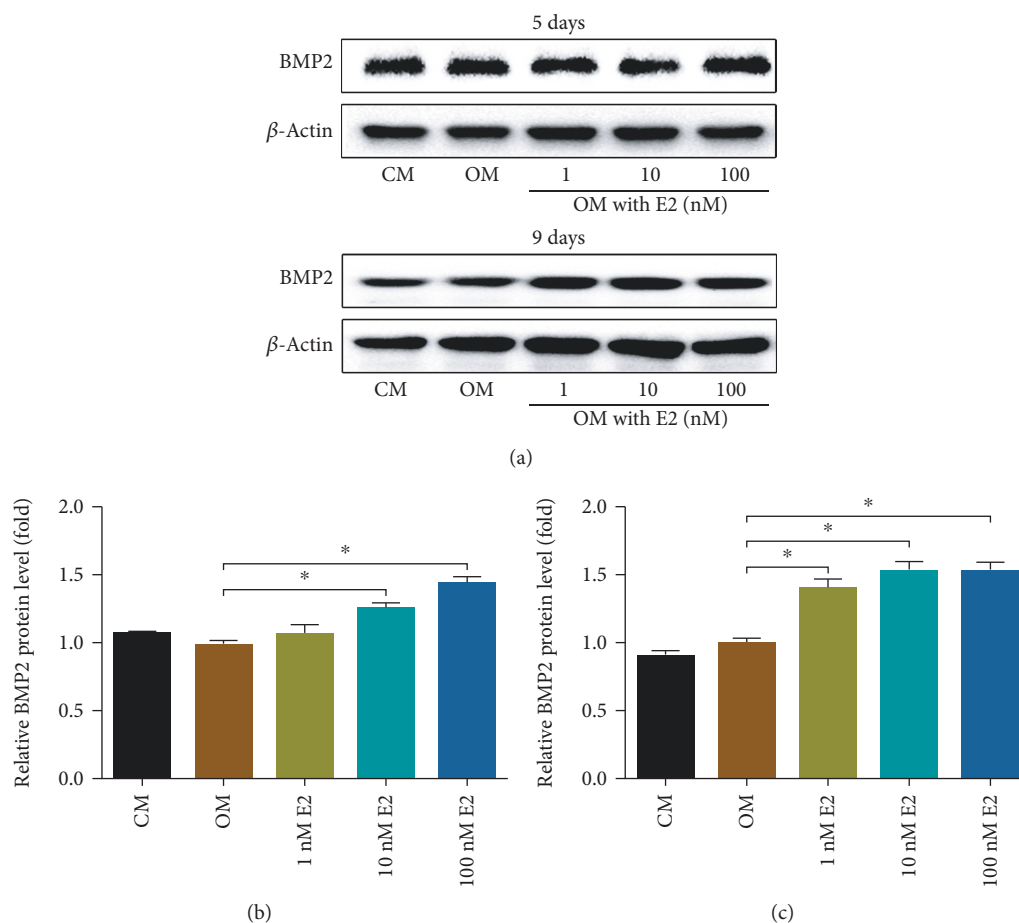 5 days
BMP2
β-Actin
CM OM 1 10 100
OM with E2 (nM)
9 days
BMP2
β-Actin
CM OM 1 10 100
OM with E2 (nM)
(a)
Relative BMP2 protein level (fold)
2.0
1.5
1.0
0.5
0.0
* *
CM
OM
1 nM E2
10 nM E2
100 nM E2
(b)
Relative BMP2 protein level (fold)
2.0
1.5
1.0
0.5
0.0
* * *
CM
OM
1 nM E2
10 nM E2
100 nM E2
(c)